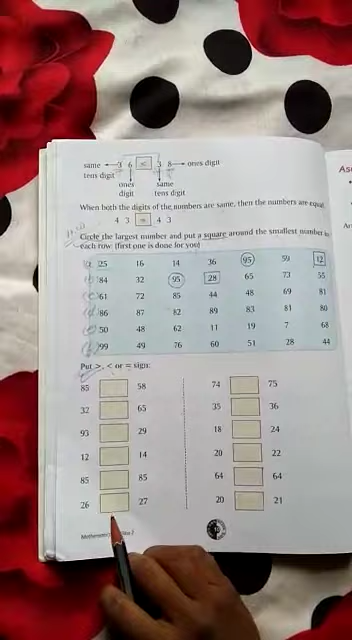 same 3 6 < 3 8 ones digit
tens digit
ones same
digit tens digit
When both the digits of the numbers are same, then the numbers are equal.
4 3 = 4 3
Circle the largest number and put a square around the smallest number in
each row (first one is done for you)
25 16 14 36 95 59 12
84 32 95 28 65 73 55
61 72 85 44 48 69 81
86 87 82 89 83 81 80
50 48 62 11 19 7 68
99 49 76 60 51 28 44
Put >, < or = sign:
85 58 74 75
32 65 35 36
93 29 18 24
12 14 20 22
85 85 64 64
26 27 20 21